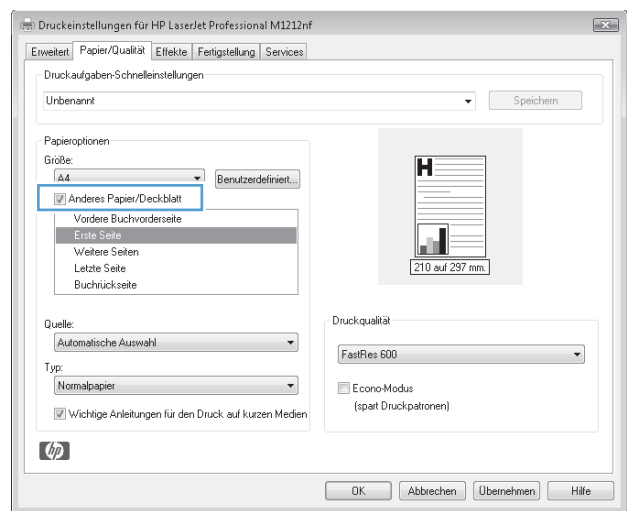 Druckeinstellungen für HP LaserJet Professional M1212nf
Erweitert Papier/Qualität Effekte Fertigstellung Services
Druckaufgaben-Schnelleinstellungen
Unbenannt
Speichern
Papieroptionen
Größe:
A4
Benutzerdefiniert...
Anderes Papier/Deckblatt
Vordere Buchvorderseite
Erste Seite
Weitere Seiten
Letzte Seite
Buchrückseite
Quelle:
Automatische Auswahl
Typ:
Normalpapier
Wichtige Anleitungen für den Druck auf kurzen Medien
H
210 auf 297 mm.
Druckqualität
FastRes 600
Econo-Modus
(spart Druckpatronen)
hp
OK Abbrechen Übernehmen Hilfe